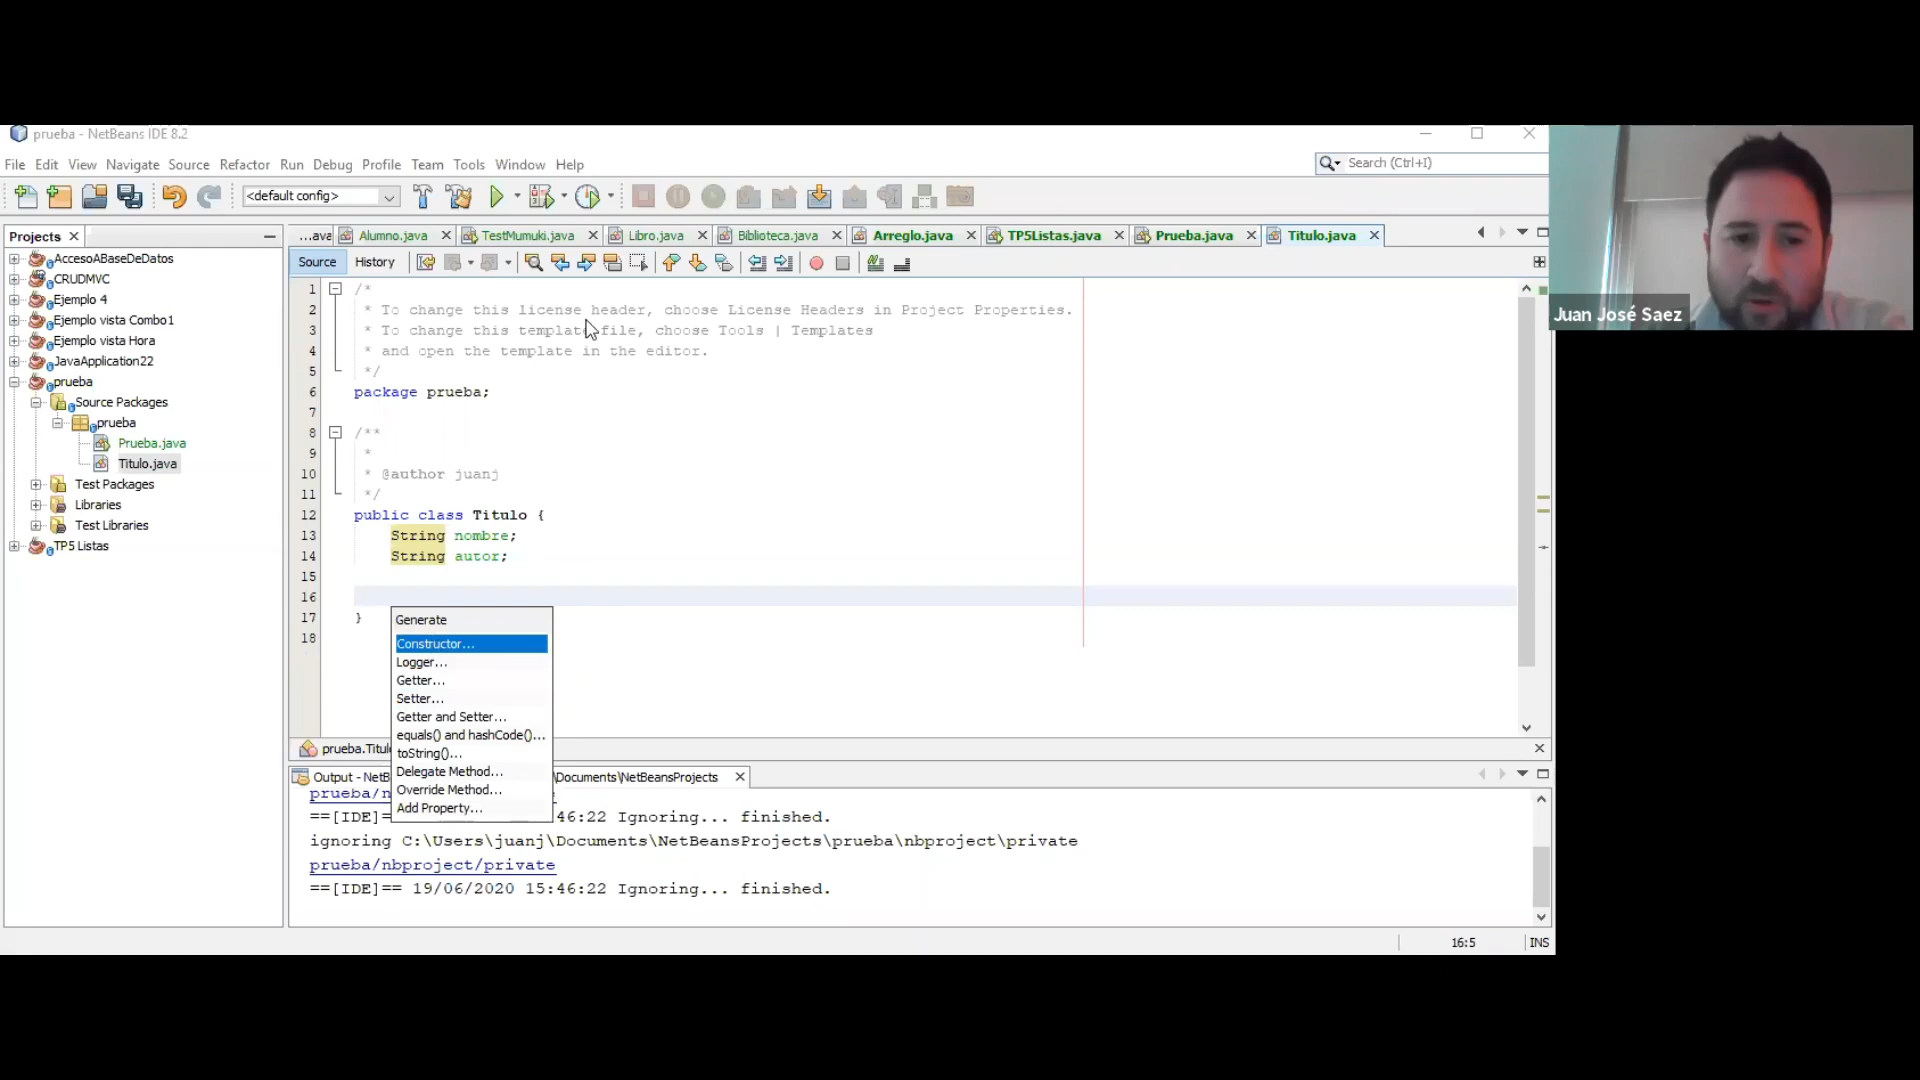 prueba - NetBeans IDE 8.2
File Edit View Navigate Source Refactor Run Debug Profile Team Tools Window Help
Search (Ctrl+I)
<default config>
Projects
...ava Alumno.java TestMumuki.java Libro.java Biblioteca.java Arreglo.java TP5Listas.java Prueba.java Titulo.java
Source History
AccesoABaseDeDatos
CRUDMVC
Ejemplo 4
Ejemplo vista Combo1
Ejemplo vista Hora
JavaApplication22
prueba
Source Packages
prueba
Prueba.java
Titulo.java
Test Packages
Libraries
Test Libraries
TP5 Listas
1 /*
2 * To change this license header, choose License Headers in Project Properties.
3 * To change this template file, choose Tools | Templates
4 * and open the template in the editor.
5 */
6 package prueba;
7
8 /**
9 *
10 * @author juanj
11 */
12 public class Titulo {
13 String nombre;
14 String autor;
15
16
17 }
18
Generate
Constructor...
Logger...
Getter...
Setter...
Getter and Setter...
equals() and hashCode()...
toString()...
Delegate Method...
Override Method...
Add Property...
prueba.Titul
Output - NetB Documents\NetBeansProjects
prueba/n
==[IDE]= 46:22 Ignoring... finished.
ignoring C:\Users\juanj\Documents\NetBeansProjects\prueba\nbproject\private
prueba/nbproject/private
==[IDE]== 19/06/2020 15:46:22 Ignoring... finished.
16:5 INS
Juan José Saez